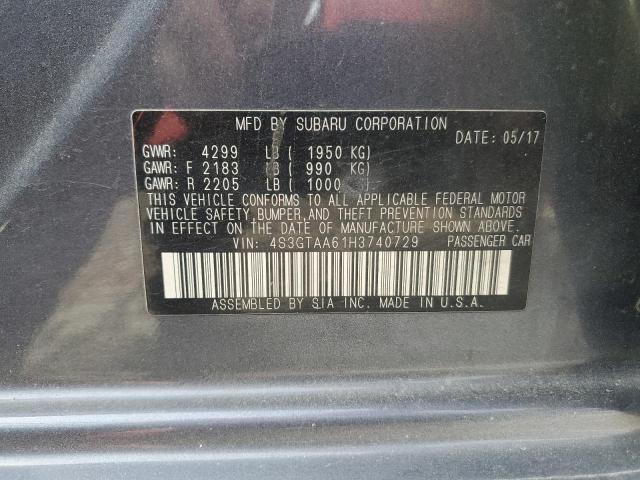 MFD BY SUBARU CORPORATION
DATE: 05/17
GVWR: 4299 LB ( 1950 KG)
GAWR: F 2183 LB ( 990 KG)
GAWR: R 2205 LB ( 1000
THIS VEHICLE CONFORMS TO ALL APPLICABLE FEDERAL MOTOR
VEHICLE SAFETY, BUMPER, AND THEFT PREVENTION STANDARDS
IN EFFECT ON THE DATE OF MANUFACTURE SHOWN ABOVE.
VIN: 4S3GTAA61H3740729 PASSENGER CAR
ASSEMBLED BY SIA INC. MADE IN U.S.A.